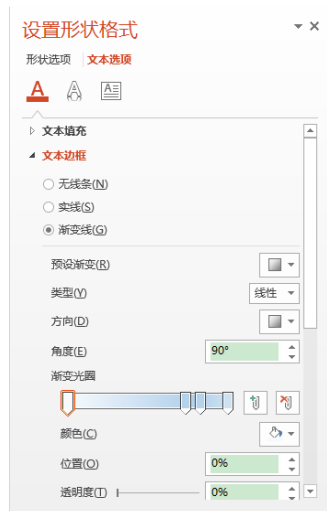 设置形状格式
形状选项 文本选项
文本填充
文本边框
无线条(N)
实线(S)
渐变线(G)
预设渐变(R)
类型(Y) 线性
方向(D)
角度(E) 90°
渐变光圈
颜色(C)
位置(O) 0%
透明度(T) 0%